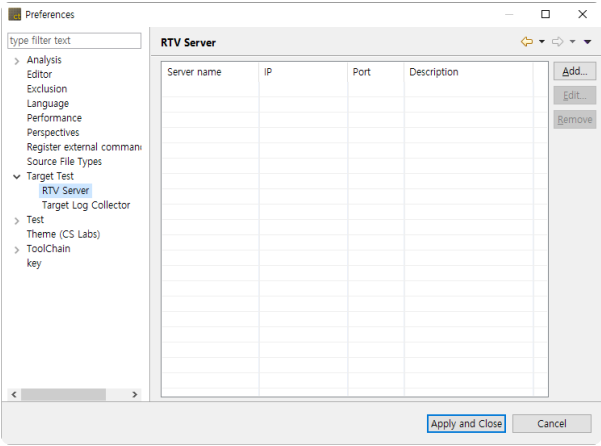 Preferences
type filter text
RTV Server
Analysis
Editor
Exclusion
Language
Performance
Perspectives
Register external comman
Source File Types
Target Test
RTV Server
Target Log Collector
Test
Theme (CS Labs)
ToolChain
key
Server name IP Port Description
Add...
Edit...
Remove
Apply and Close Cancel